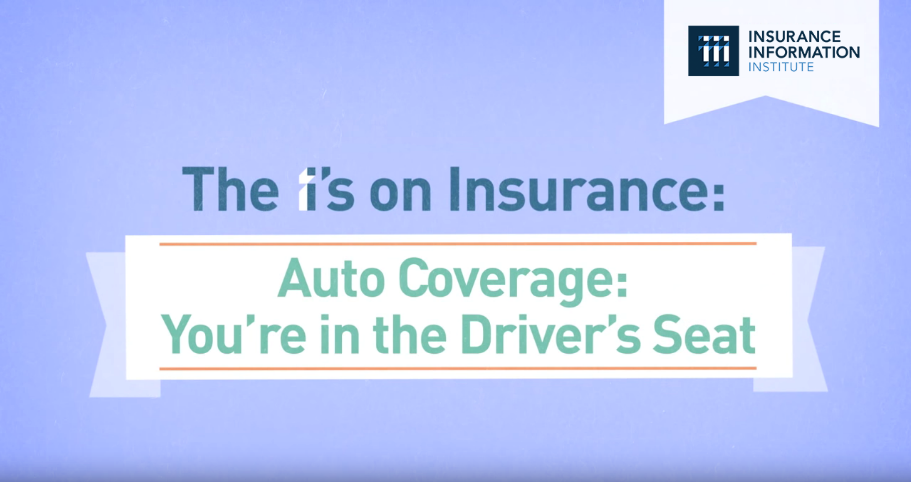 INSURANCE
INFORMATION
INSTITUTE
The i's on Insurance:
Auto Coverage:
You're in the Driver's Seat